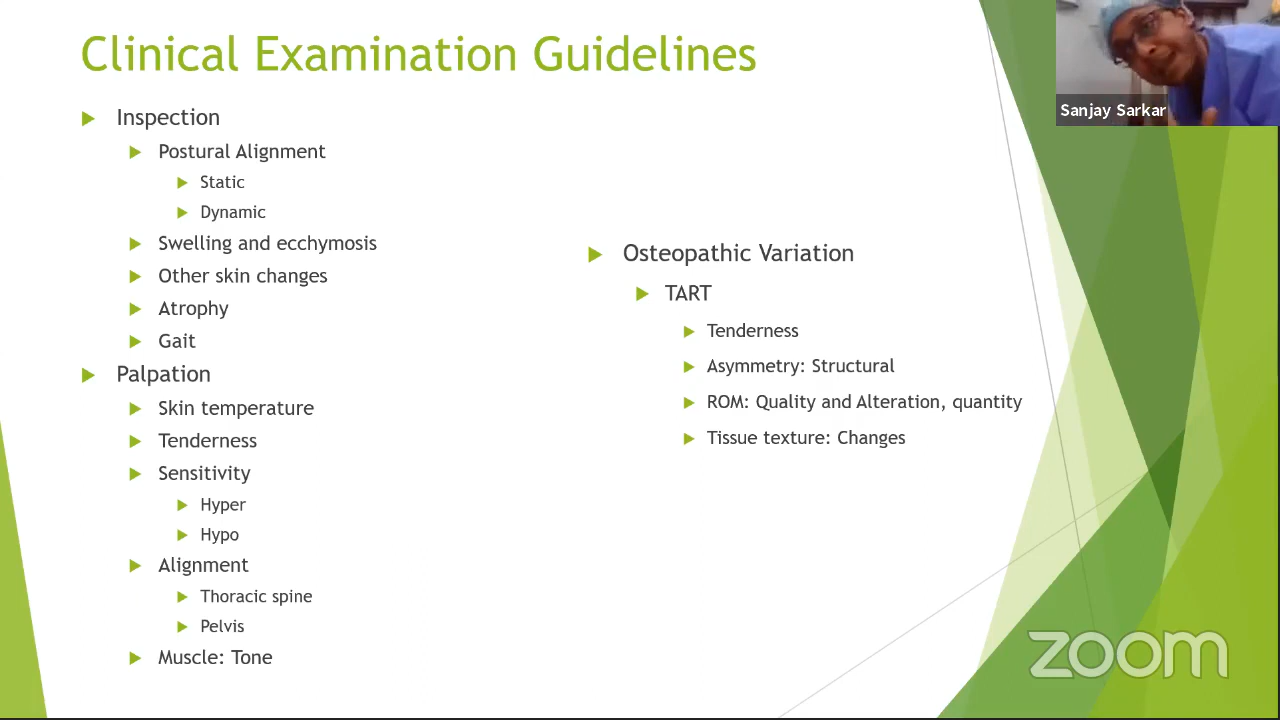 Clinical Examination Guidelines
Inspection
Postural Alignment
Static
Dynamic
Swelling and ecchymosis
Other skin changes
Atrophy
Gait
Palpation
Skin temperature
Tenderness
Sensitivity
Hyper
Hypo
Alignment
Thoracic spine
Pelvis
Muscle: Tone
Osteopathic Variation
TART
Tenderness
Asymmetry: Structural
ROM: Quality and Alteration, quantity
Tissue texture: Changes
Sanjay Sarkar
zoom